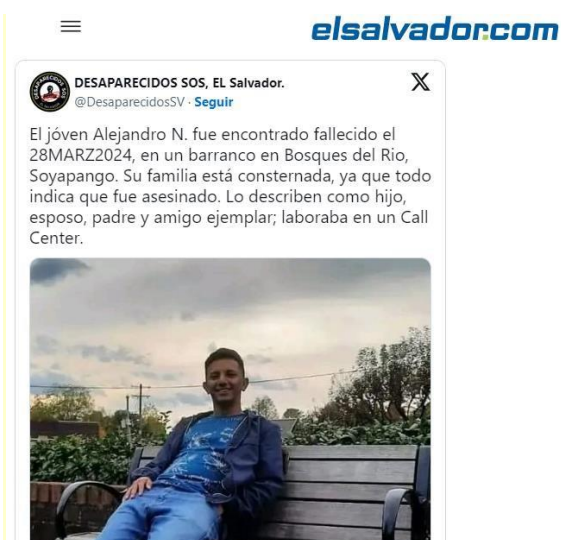 elsalvador.com
DESAPARECIDOS SOS, EL Salvador.
@DesaparecidosSV · Seguir
El jóven Alejandro N. fue encontrado fallecido el
28MARZ2024, en un barranco en Bosques del Rio,
Soyapango. Su familia está consternada, ya que todo
indica que fue asesinado. Lo describen como hijo,
esposo, padre y amigo ejemplar; laboraba en un Call
Center.